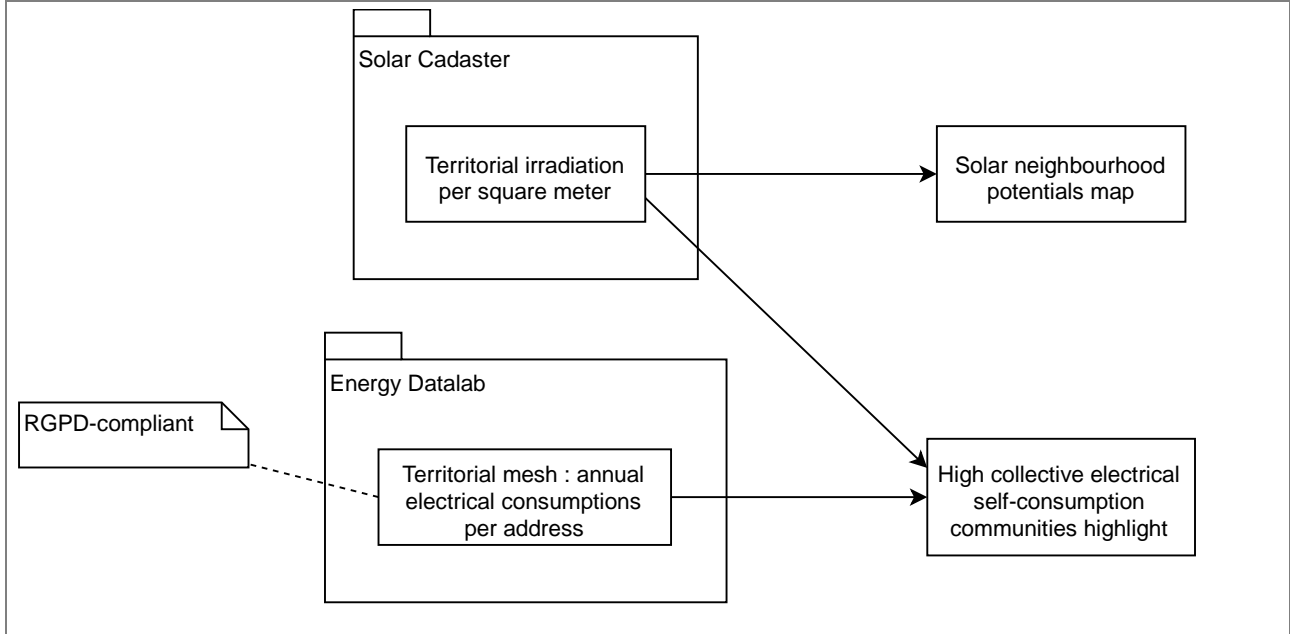 Solar Cadaster
Territorial irradiation
per square meter
Solar neighbourhood
potentials map
Energy Datalab
RGPD-compliant
Territorial mesh : annual
electrical consumptions
per address
High collective electrical
self-consumption
communities highlight